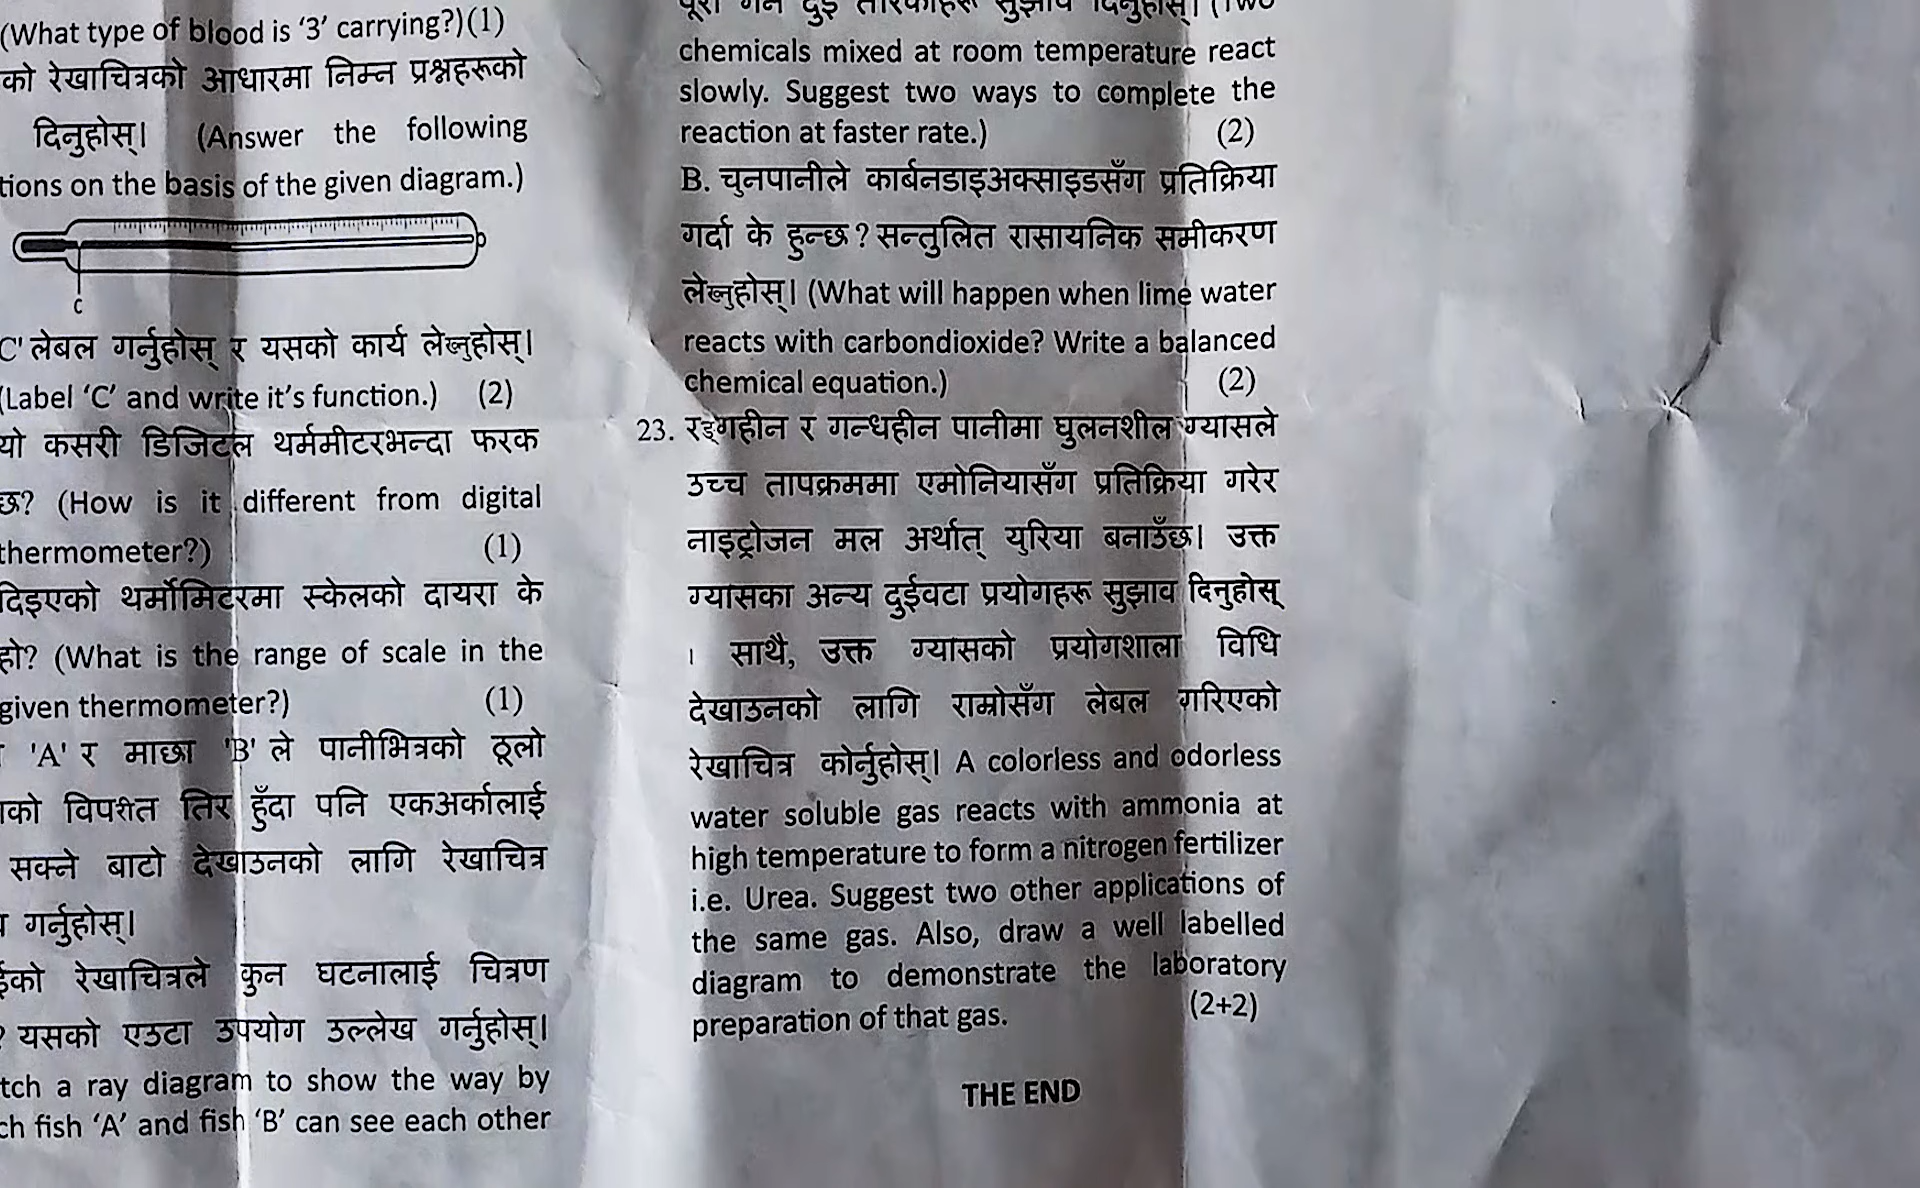 (What type of blood is ‘3’ carrying?)(1)
को रेखाचित्रको आधारमा निम्न प्रश्नहरूको
दिनुहोस्। (Answer the following
tions on the basis of the given diagram.)
C
C' लेबल गर्नुहोस् र यसको कार्य लेख्नुहोस्।
(Label ‘C’ and write it’s function.) (2)
यो कसरी डिजिटल थर्ममीटरभन्दा फरक
छ? (How is it different from digital
thermometer?) (1)
दिइएको थर्मोमिटरमा स्केलको दायरा के
हो? (What is the range of scale in the
given thermometer?) (1)
'A' र माछा 'B' ले पानीभित्रको ठूलो
को विपशत तिर हुँदा पनि एकअर्कालाई
सक्ने बाटो देखाउनको लागि रेखाचित्र
गर्नुहोस्।
को रेखाचित्रले कुन घटनालाई चित्रण
? यसको एउटा उपयोग उल्लेख गर्नुहोस्।
tch a ray diagram to show the way by
ch fish ‘A’ and fish ‘B’ can see each other
पूरा गर्न दुई तरिकाहरू सुझाव दिनुहोस्। (Two
chemicals mixed at room temperature react
slowly. Suggest two ways to complete the
reaction at faster rate.) (2)
B. चुनपानीले कार्बनडाइअक्साइडसँग प्रतिक्रिया
गर्दा के हुन्छ? सन्तुलित रासायनिक समीकरण
लेख्नुहोस्। (What will happen when lime water
reacts with carbondioxide? Write a balanced
chemical equation.) (2)
23. रङ्गहीन र गन्धहीन पानीमा घुलनशील ग्यासले
उच्च तापक्रममा एमोनियासँग प्रतिक्रिया गरेर
नाइट्रोजन मल अर्थात् युरिया बनाउँछ। उक्त
ग्यासका अन्य दुईवटा प्रयोगहरू सुझाव दिनुहोस्
। साथै, उक्त ग्यासको प्रयोगशाला विधि
देखाउनको लागि राम्रोसँग लेबल गरिएको
रेखाचित्र कोर्नुहोस्। A colorless and odorless
water soluble gas reacts with ammonia at
high temperature to form a nitrogen fertilizer
i.e. Urea. Suggest two other applications of
the same gas. Also, draw a well labelled
diagram to demonstrate the laboratory
preparation of that gas. (2+2)
THE END